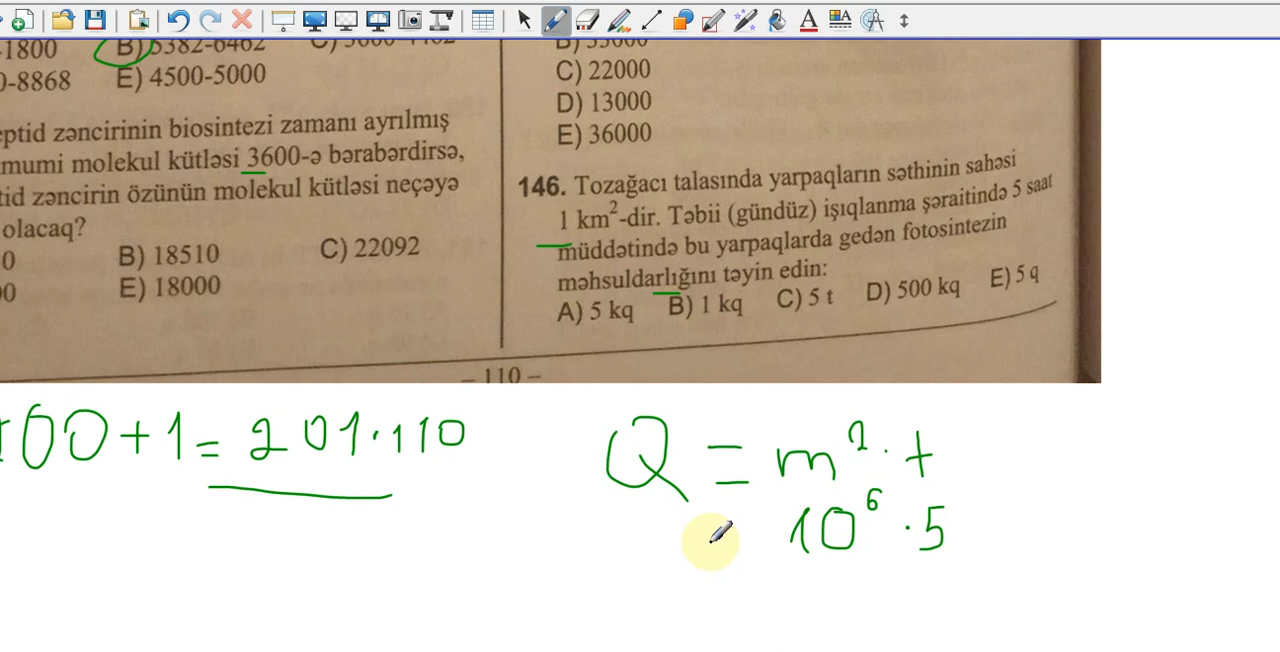 -1800 B) 5382-6462
0-8868 E) 4500-5000
eptid zəncirinin biosintezi zamanı ayrılmış
mumi molekul kütləsi 3600-ə bərabərdirsə,
tid zəncirin özünün molekul kütləsi neçəyə
olacaq?
0 B) 18510 C) 22092
00 E) 18000
C) 22000
D) 13000
E) 36000
146. Tozağacı talasında yarpaqların səthinin sahəsi
1 km²-dir. Təbii (gündüz) işıqlanma şəraitində 5 saat
müddətində bu yarpaqlarda gedən fotosintezin
məhsuldarlığını təyin edin:
A) 5 kq B) 1 kq C) 5 t D) 500 kq E) 5 q
– 110 –
100+1=201·110
Q = m²·t
10⁶·5